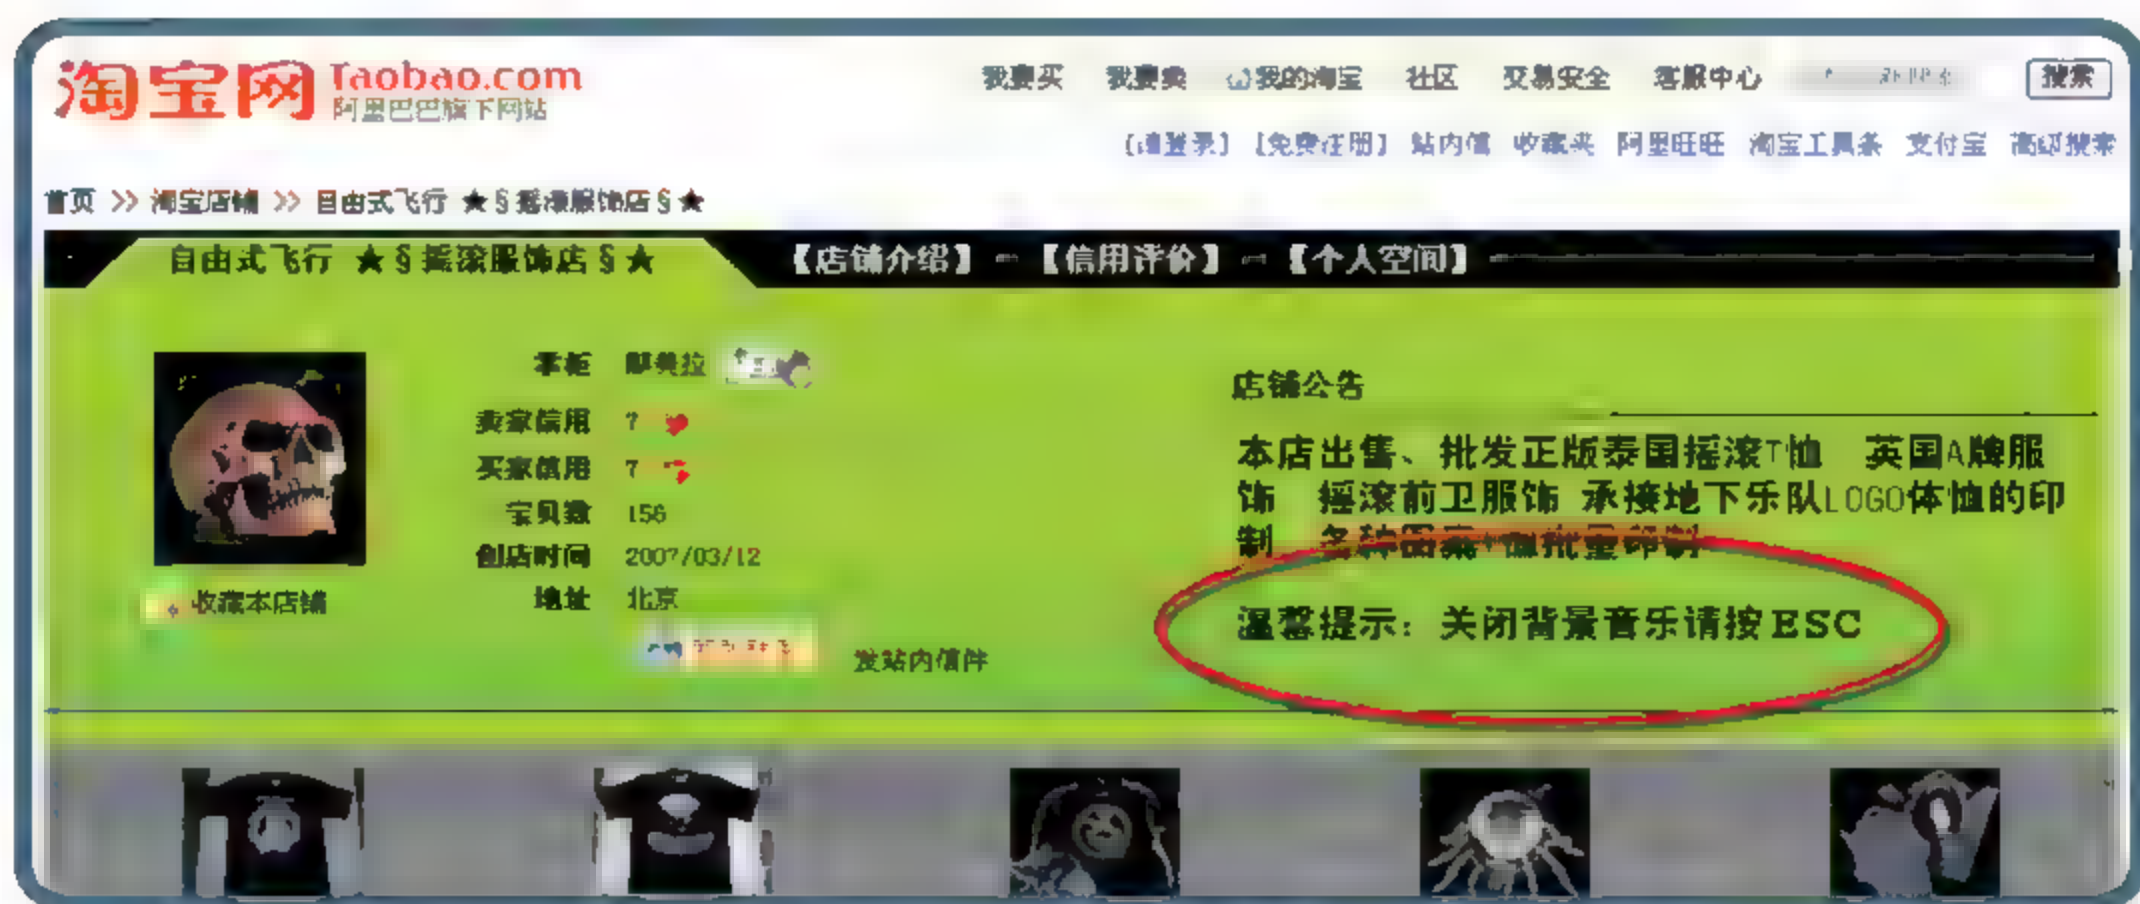 淘宝网 Taobao.com
阿里巴巴旗下网站
我要买 我要卖 我的淘宝 社区 交易安全 客服中心 搜索
[请登录] [免费注册] 站内信 收藏夹 阿里旺旺 淘宝工具条 支付宝 高级搜索
首页 >> 淘宝店铺 >> 自由式飞行 ★§摇滚服饰店§★
自由式飞行 ★§摇滚服饰店§★ 【店铺介绍】 - 【信用评价】 - 【个人空间】
掌柜
卖家信用 7
买家信用 7
宝贝数 156
创店时间 2007/03/12
地址 北京
收藏本店铺
发站内信件
店铺公告
本店出售、批发正版泰国摇滚T恤 英国A牌服
饰 摇滚前卫服饰 承接地下乐队LOGO体恤的印
制 各种图案T恤批量印制
温馨提示：关闭背景音乐请按ESC